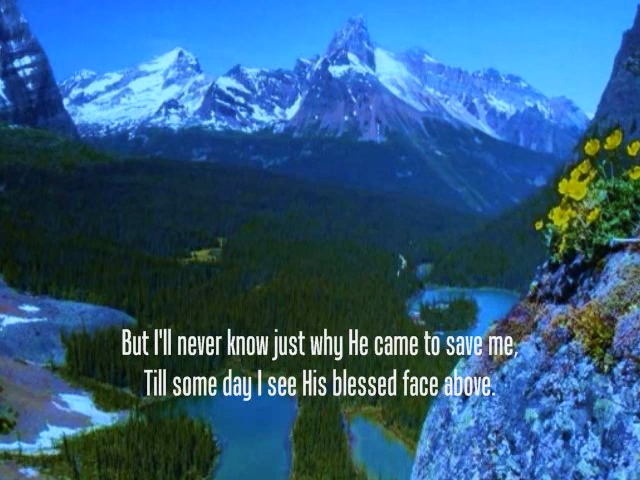 But I'll never know just why He came to save me,
Till some day I see His blessed face above.